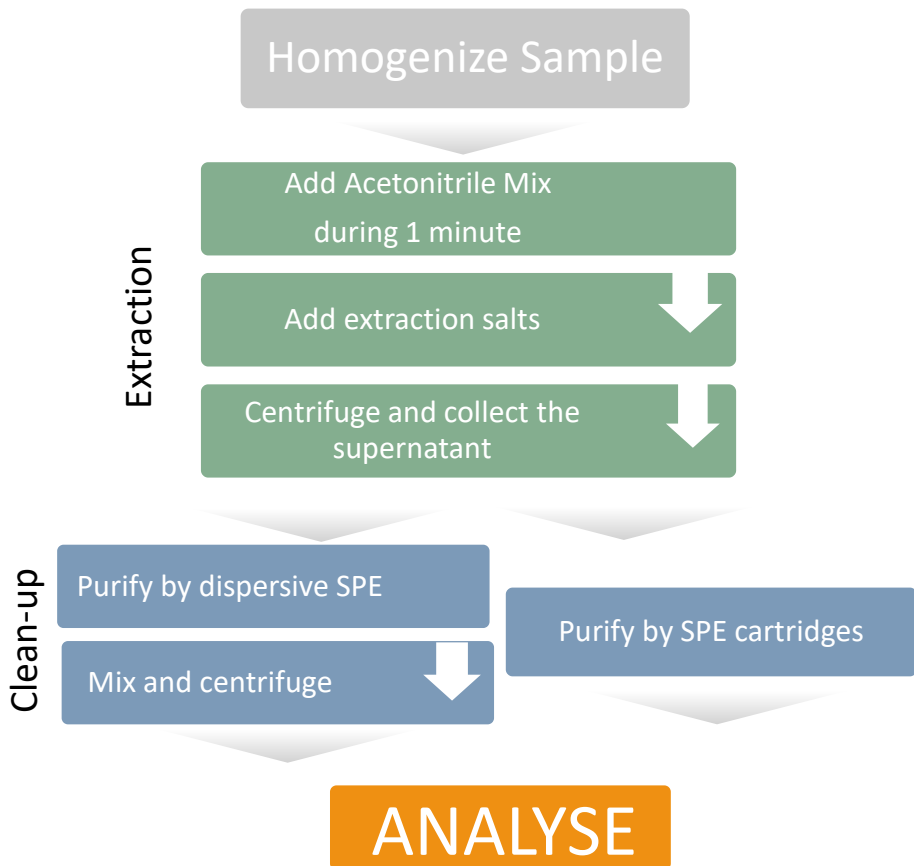 Homogenize Sample
Add Acetonitrile Mix
during 1 minute
Extraction
Add extraction salts
Centrifuge and collect the
supernatant
Clean-up
Purify by dispersive SPE
Purify by SPE cartridges
Mix and centrifuge
ANALYSE